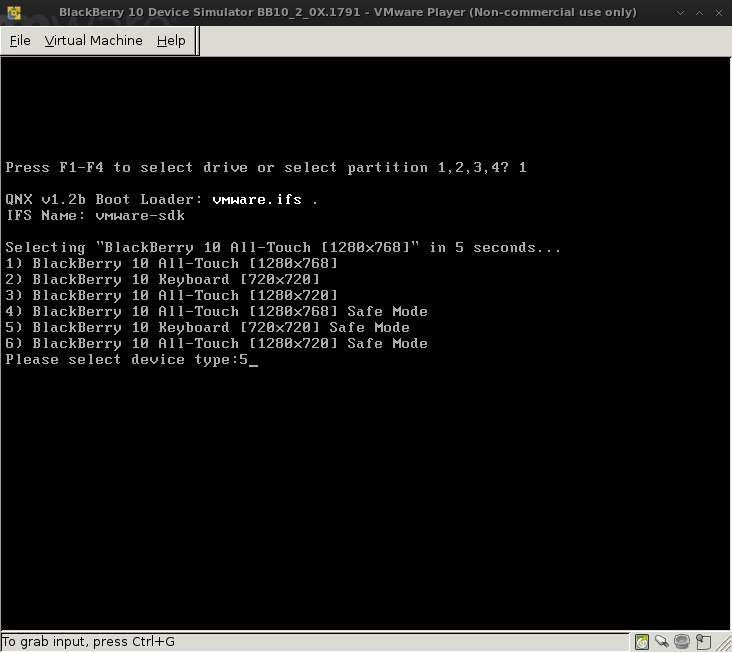 BlackBerry 10 Device Simulator BB10_2_0X.1791 - VMware Player (Non-commercial use only)
File Virtual Machine Help
Press F1-F4 to select drive or select partition 1,2,3,4? 1
QNX v1.2b Boot Loader: vmware.ifs .
IFS Name: vmware-sdk
Selecting "BlackBerry 10 All-Touch [1280x768]" in 5 seconds...
1) BlackBerry 10 All-Touch [1280x768]
2) BlackBerry 10 Keyboard [720x720]
3) BlackBerry 10 All-Touch [1280x720]
4) BlackBerry 10 All-Touch [1280x768] Safe Mode
5) BlackBerry 10 Keyboard [720x720] Safe Mode
6) BlackBerry 10 All-Touch [1280x720] Safe Mode
Please select device type:5_
To grab input, press Ctrl+G